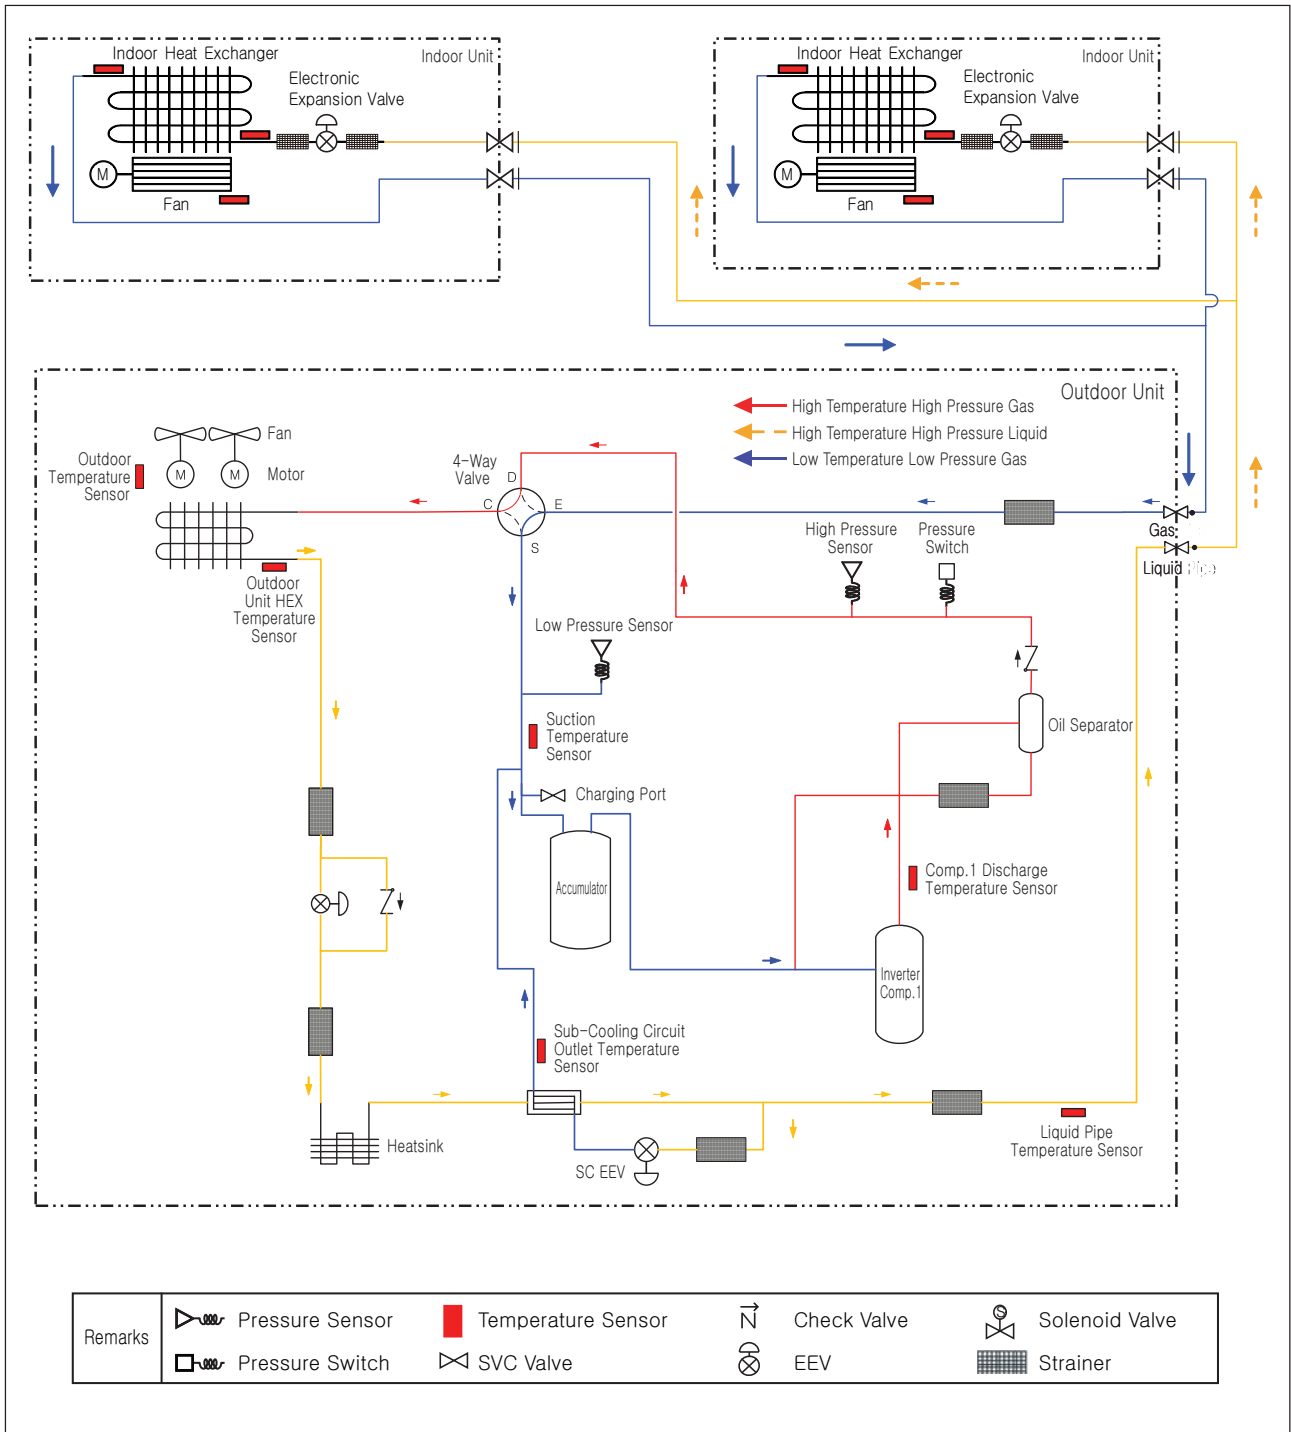 Indoor Heat Exchanger
Indoor Unit
Electronic
Expansion Valve
M
Fan
Indoor Heat Exchanger
Indoor Unit
Electronic
Expansion Valve
M
Fan
Outdoor Unit
High Temperature High Pressure Gas
High Temperature High Pressure Liquid
Low Temperature Low Pressure Gas
Fan
Outdoor
Temperature
Sensor
M
M
Motor
4-Way
Valve
D
C
E
S
High Pressure
Sensor
Pressure
Switch
Gas
Liquid Pipe
Outdoor
Unit HEX
Temperature
Sensor
Low Pressure Sensor
Suction
Temperature
Sensor
Oil Separator
Charging Port
Accumulator
Comp.1 Discharge
Temperature Sensor
Inverter
Comp.1
Sub-Cooling Circuit
Outlet Temperature
Sensor
Heatsink
SC EEV
Liquid Pipe
Temperature Sensor
Remarks
Pressure Sensor
Temperature Sensor
Check Valve
S
Solenoid Valve
Pressure Switch
SVC Valve
EEV
Strainer